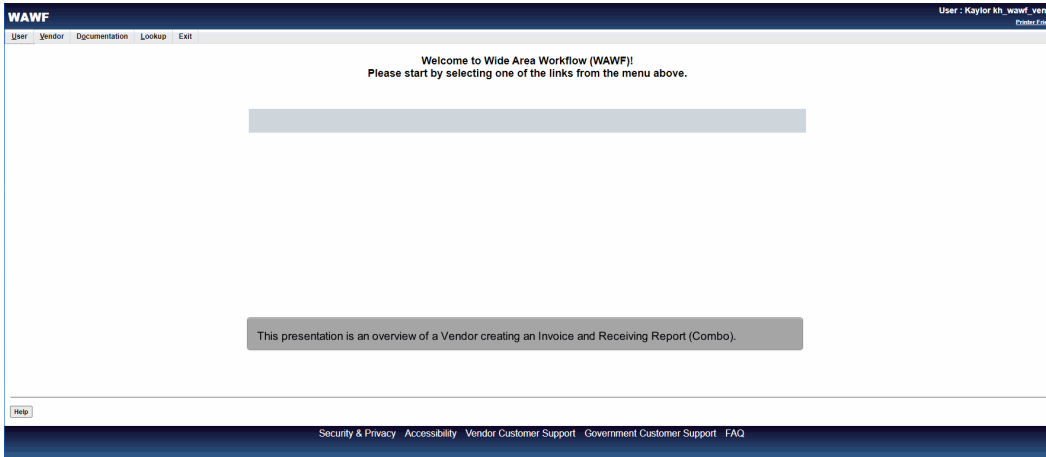 WAWF
User : Kaylor kh_wawf_ven
Printer Frie
User Vendor Documentation Lookup Exit
Welcome to Wide Area Workflow (WAWF)!
Please start by selecting one of the links from the menu above.
This presentation is an overview of a Vendor creating an Invoice and Receiving Report (Combo).
Help
Security & Privacy Accessibility Vendor Customer Support Government Customer Support FAQ